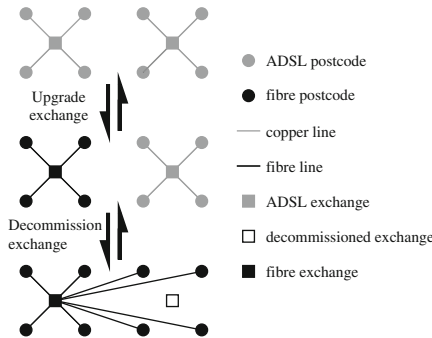 Upgrade
exchange
Decommission
exchange
ADSL postcode
fibre postcode
copper line
fibre line
ADSL exchange
decommissioned exchange
fibre exchange